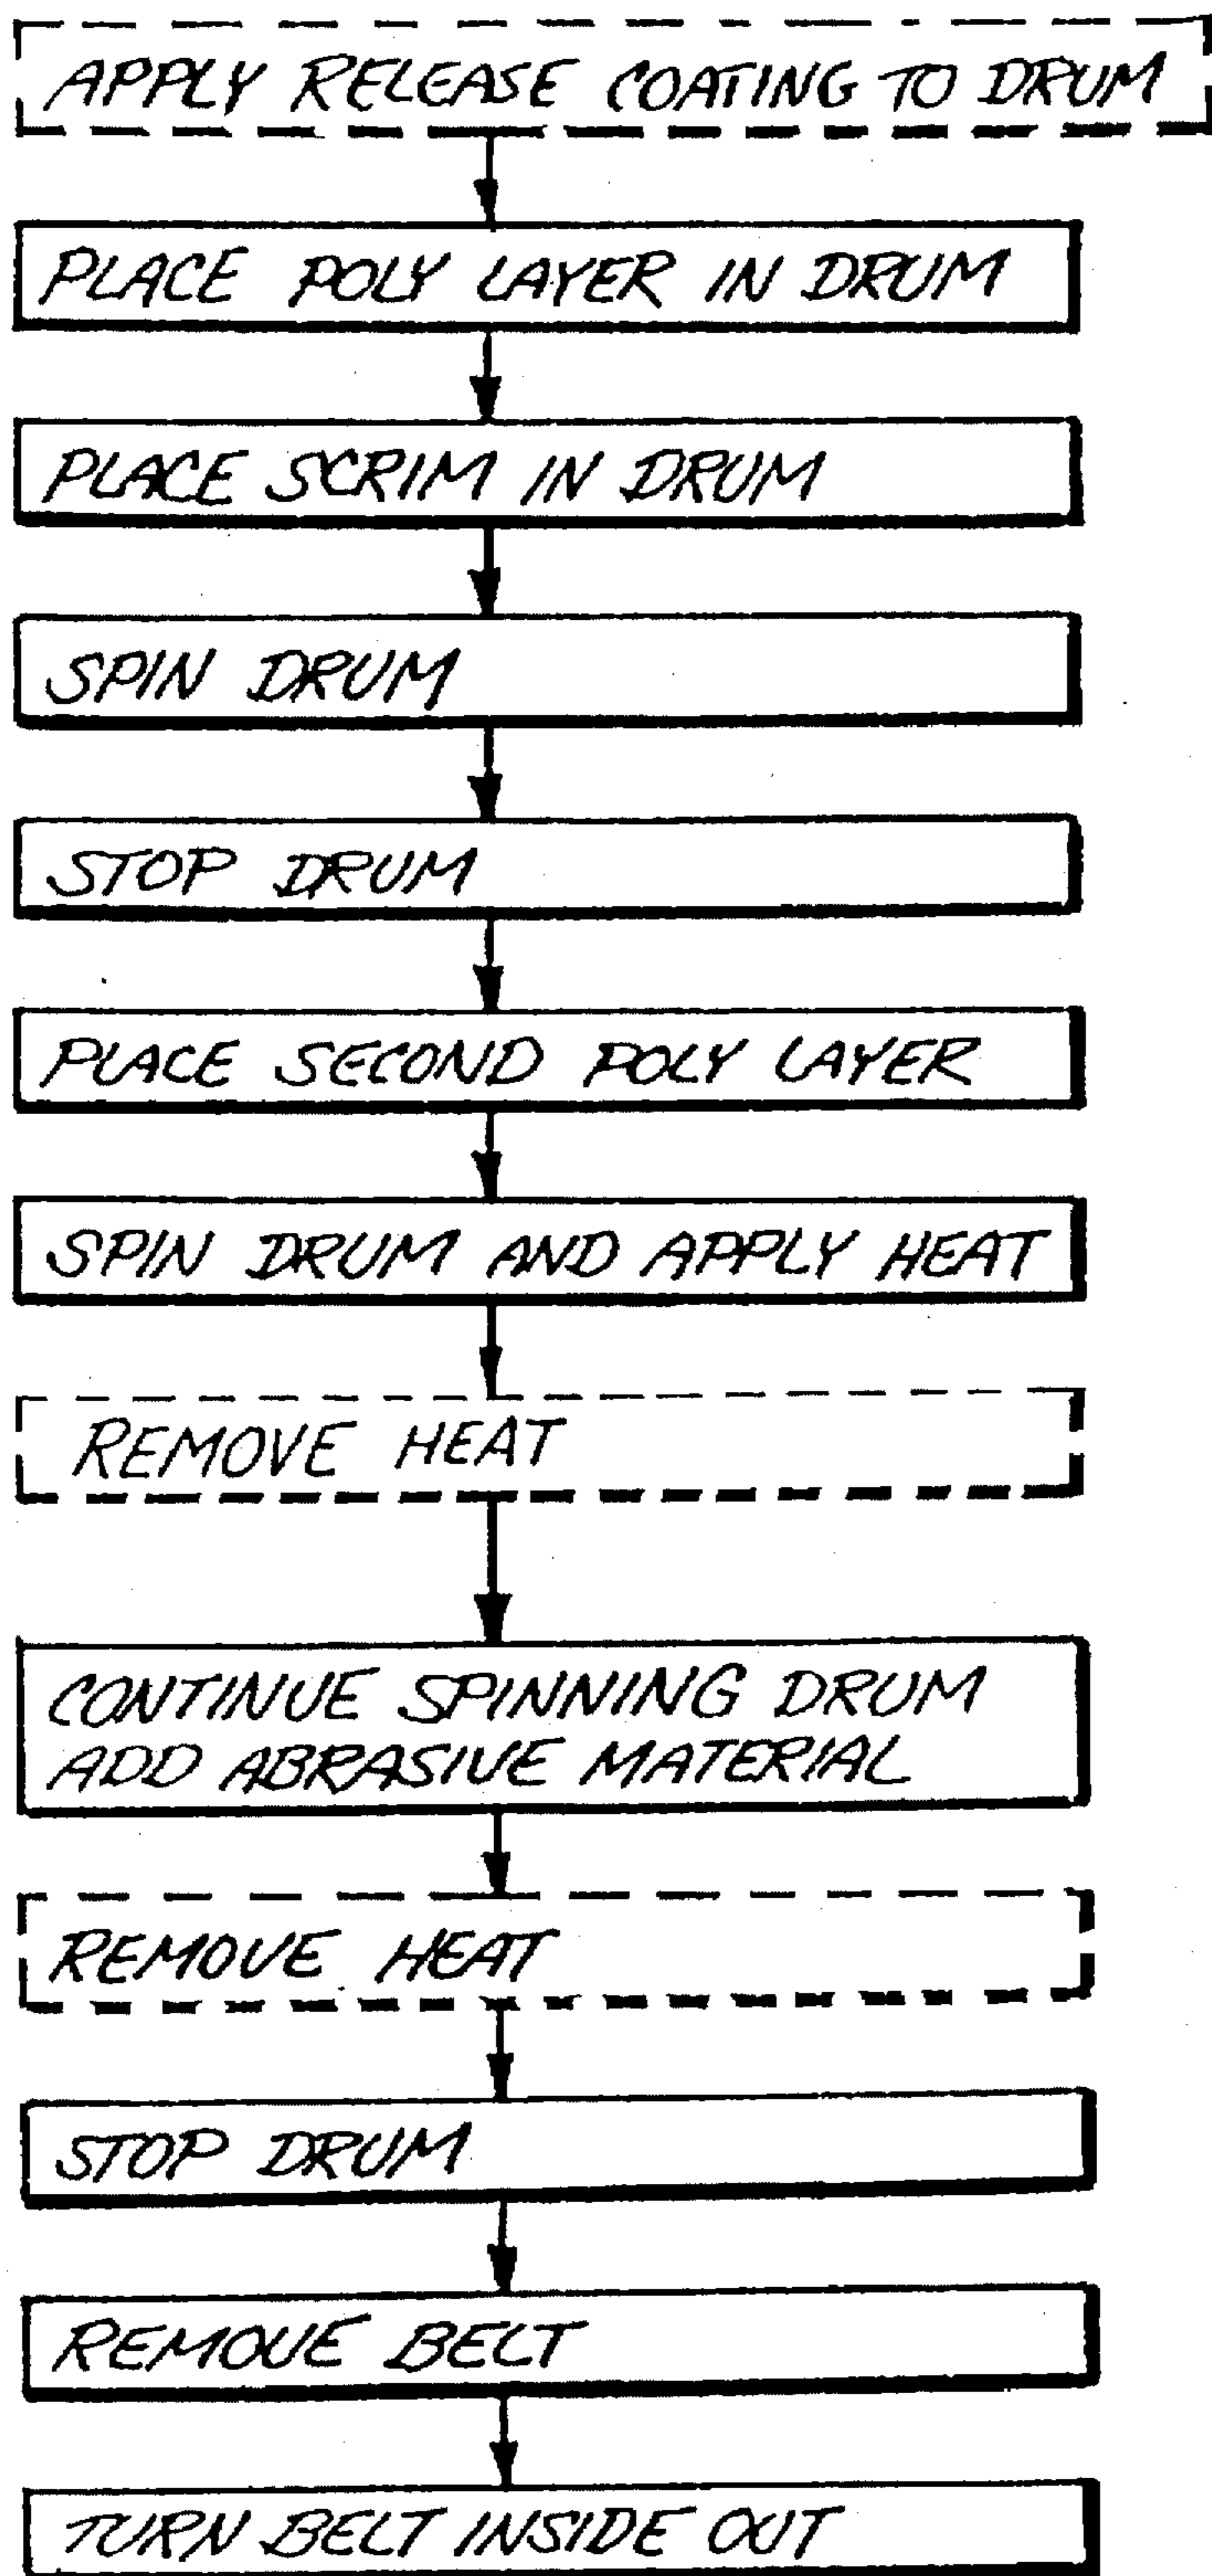 APPLY RELEASE COATING TO DRUM
PLACE POLY LAYER IN DRUM
PLACE SCRIM IN DRUM
SPIN DRUM
STOP DRUM
PLACE SECOND POLY LAYER
SPIN DRUM AND APPLY HEAT
REMOVE HEAT
CONTINUE SPINNING DRUM
ADD ABRASIVE MATERIAL
REMOVE HEAT
STOP DRUM
REMOVE BELT
TURN BELT INSIDE OUT